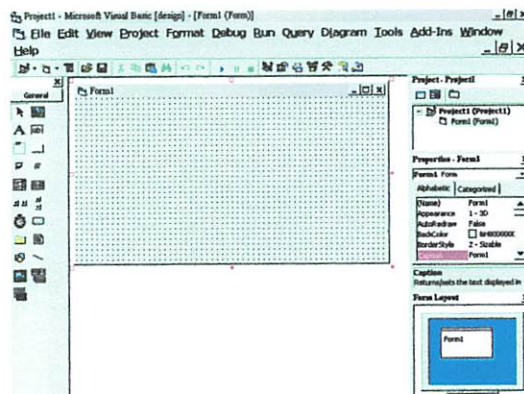 Project1 - Microsoft Visual Basic [design] - [Form1 (Form)]
File Edit View Project Format Debug Run Query Diagram Tools Add-Ins Window
Help
General
Form1
Project - Project1
Project1 (Project1)
Form1 (Form1)
Properties - Form1
Form1 Form
Alphabetic Categorized
(Name) Form1
Appearance 1 - 3D
AutoRedraw False
BackColor &H8000000
BorderStyle 2 - Sizable
Caption Form1
Caption
Returns/sets the text displayed in
Form Layout
Form1